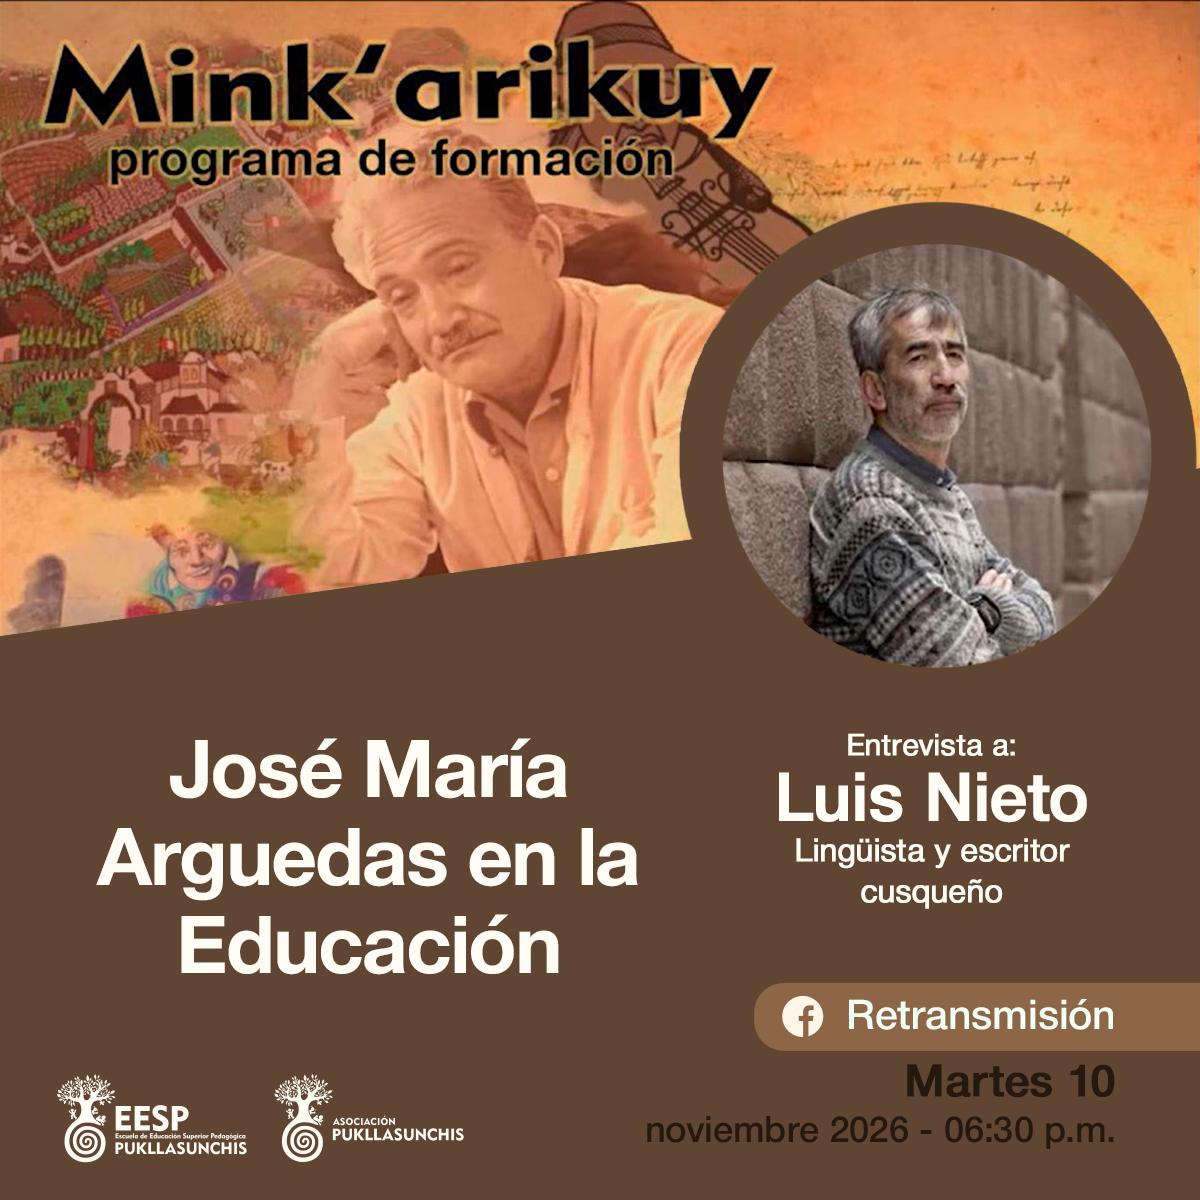 Mink'arikuy
programa de formación
José María
Arguedas en la
Educación
Entrevista a:
Luis Nieto
Lingüista y escritor
cusqueño
Retransmisión
Martes 10
noviembre 2026 - 06:30 p.m.
EESP
Escuela de Educación Superior Pedagógica
PUKLLASUNCHIS
ASOCIACIÓN
PUKLLASUNCHIS